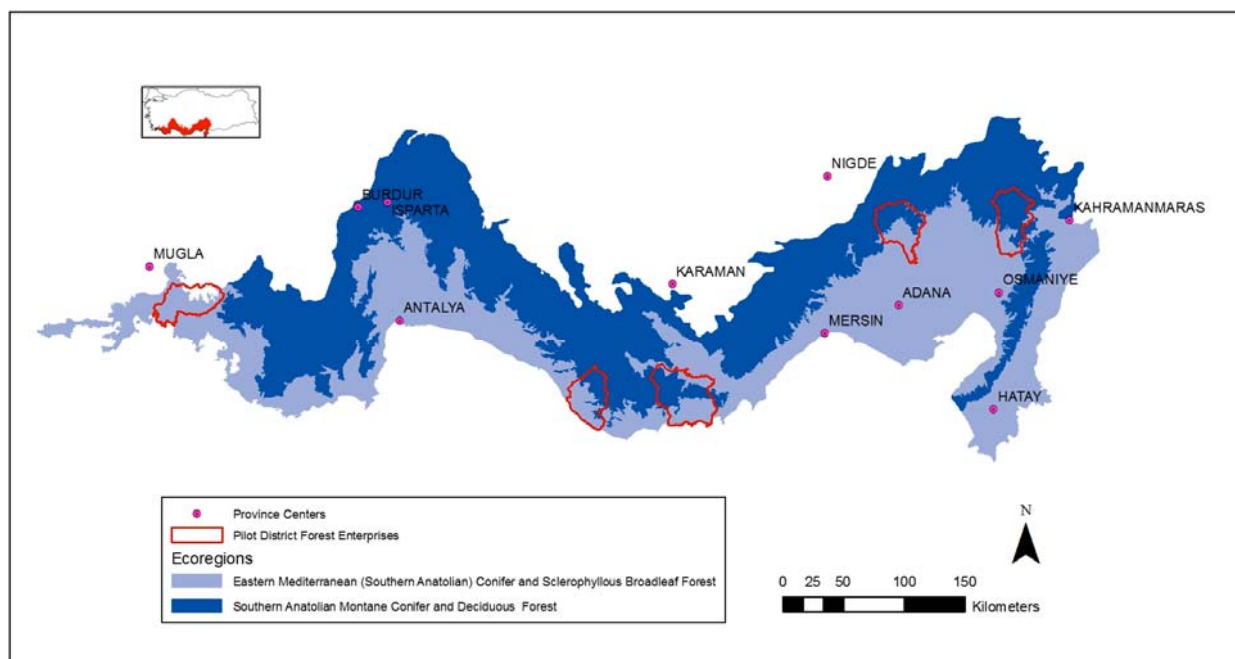 NIGDE
BURDUR
ISPARTA
KAHRAMANMARAS
MUGLA
KARAMAN
OSMANIYE
ADANA
ANTALYA
MERSIN
HATAY
Province Centers
Pilot District Forest Enterprises
Ecoregions
Eastern Mediterranean (Southern Anatolian) Conifer and Sclerophyllous Broadleaf Forest
Southern Anatolian Montane Conifer and Deciduous Forest
N
0 25 50 100 150
Kilometers